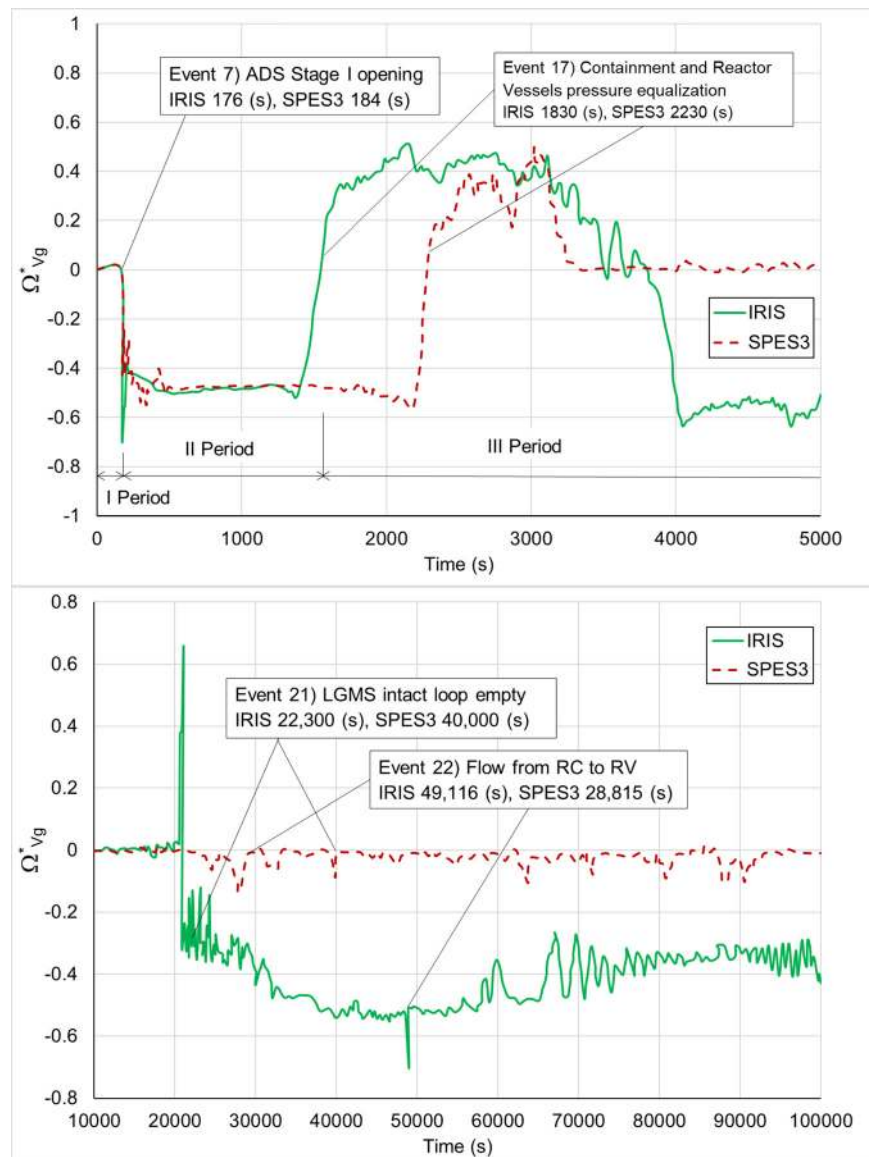 1
0.8
0.6
0.4
0.2
0
-0.2
-0.4
-0.6
-0.8
-1
Ω*Vg
Event 7) ADS Stage I opening
IRIS 176 (s), SPES3 184 (s)
Event 17) Containment and Reactor
Vessels pressure equalization
IRIS 1830 (s), SPES3 2230 (s)
IRIS
SPES3
II Period
III Period
I Period
0 1000 2000 3000 4000 5000
Time (s)
0.8
0.6
0.4
0.2
0
-0.2
-0.4
-0.6
-0.8
Ω*Vg
IRIS
SPES3
Event 21) LGMS intact loop empty
IRIS 22,300 (s), SPES3 40,000 (s)
Event 22) Flow from RC to RV
IRIS 49,116 (s), SPES3 28,815 (s)
10000 20000 30000 40000 50000 60000 70000 80000 90000 100000
Time (s)